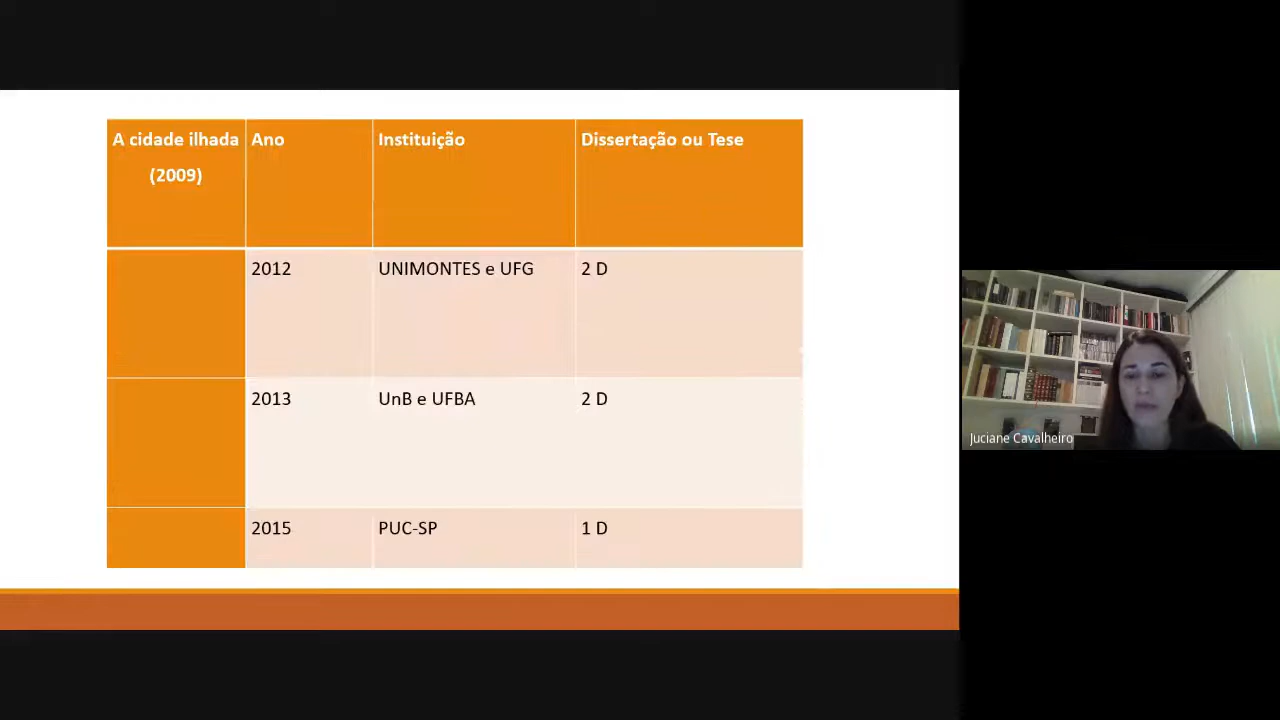 A cidade ilhada
(2009)
Ano
Instituição
Dissertação ou Tese
2012
UNIMONTES e UFG
2 D
2013
UnB e UFBA
2 D
2015
PUC-SP
1 D
Juciane Cavalheiro